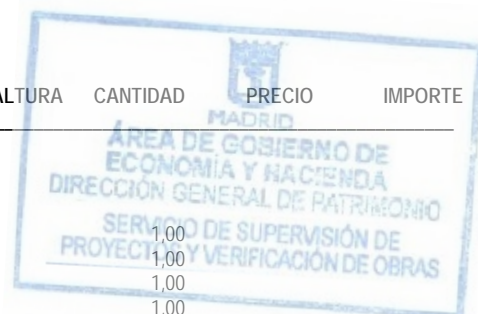 ALTURA CANTIDAD PRECIO IMPORTE
MADRID
ÁREA DE GOBIERNO DE
ECONOMÍA Y HACIENDA
DIRECCIÓN GENERAL DE PATRIMONIO
SERVICIO DE SUPERVISIÓN DE
PROYECTOS Y VERIFICACIÓN DE OBRAS
1,00
1,00
1,00
1,00